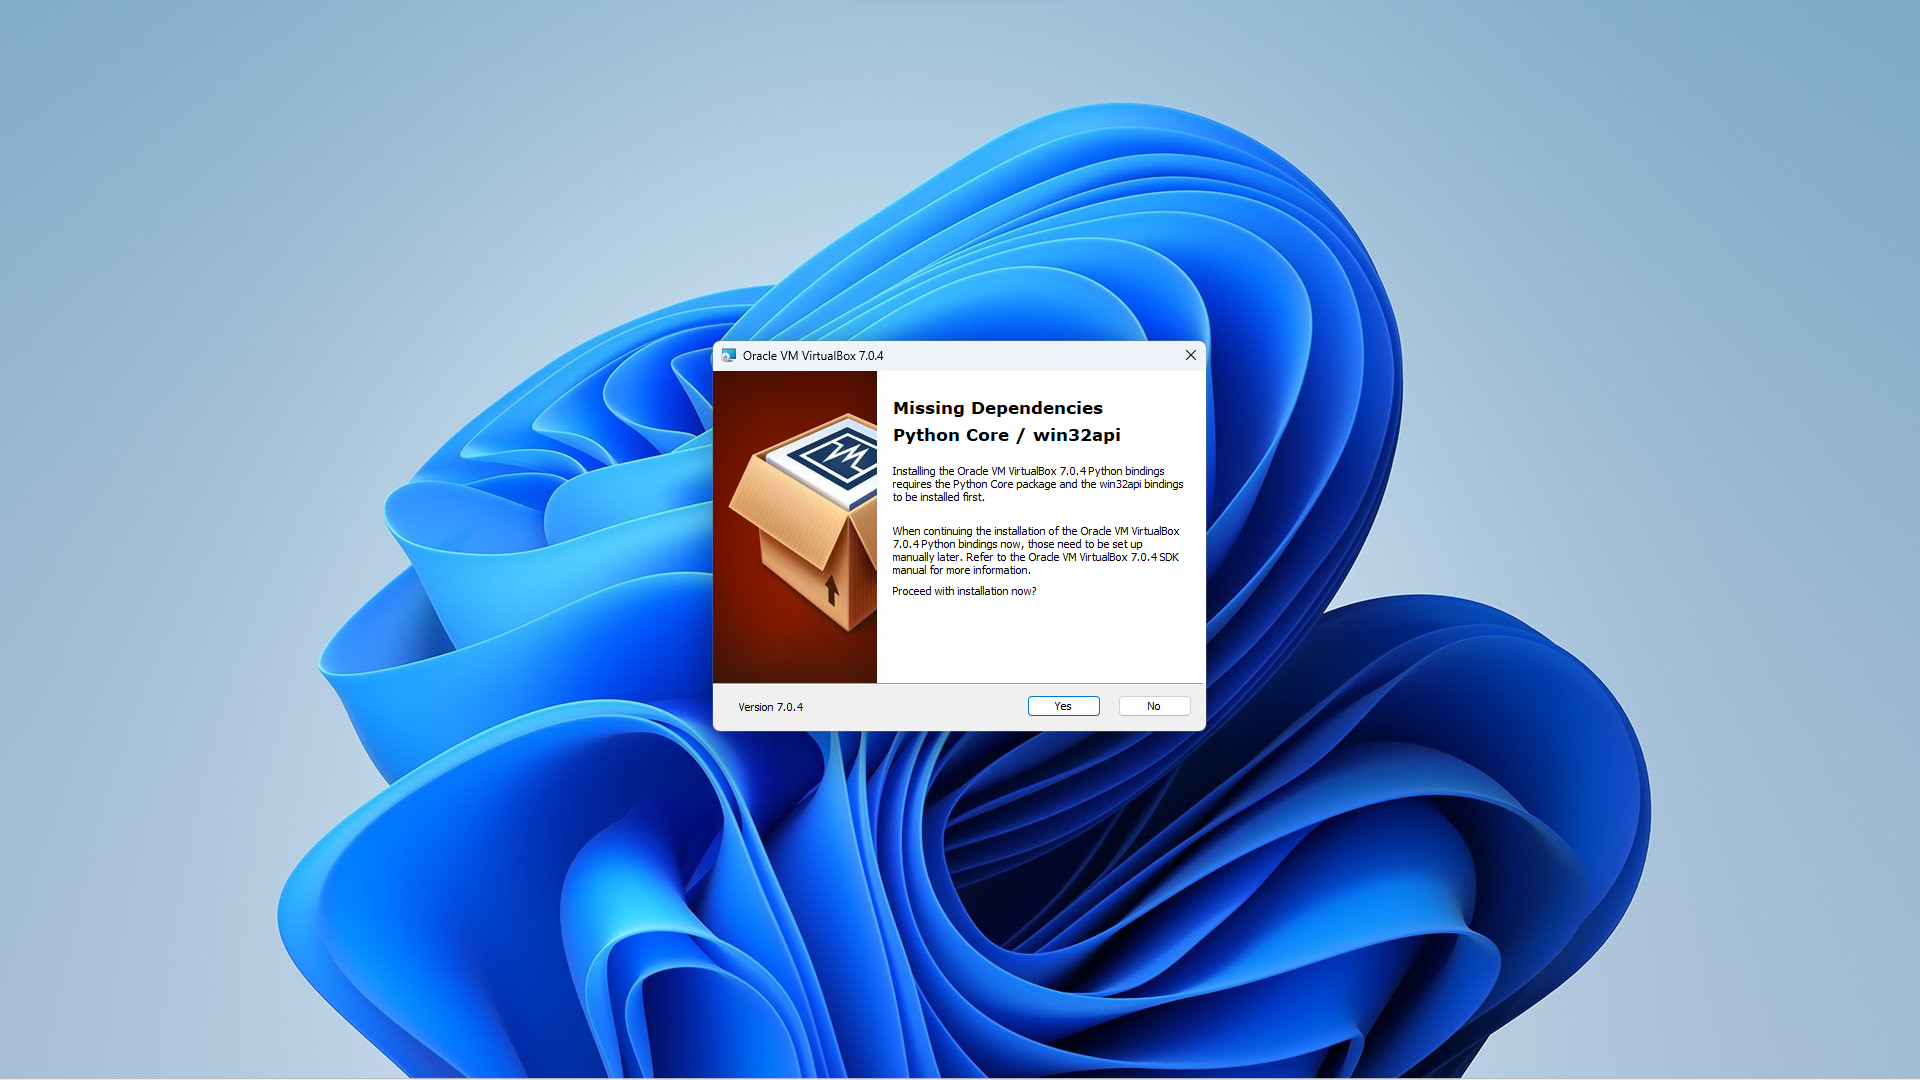 Oracle VM VirtualBox 7.0.4
Missing Dependencies
Python Core / win32api
Installing the Oracle VM VirtualBox 7.0.4 Python bindings
requires the Python Core package and the win32api bindings
to be installed first.
When continuing the installation of the Oracle VM VirtualBox
7.0.4 Python bindings now, those need to be set up
manually later. Refer to the Oracle VM VirtualBox 7.0.4 SDK
manual for more information.
Proceed with installation now?
Version 7.0.4
Yes
No